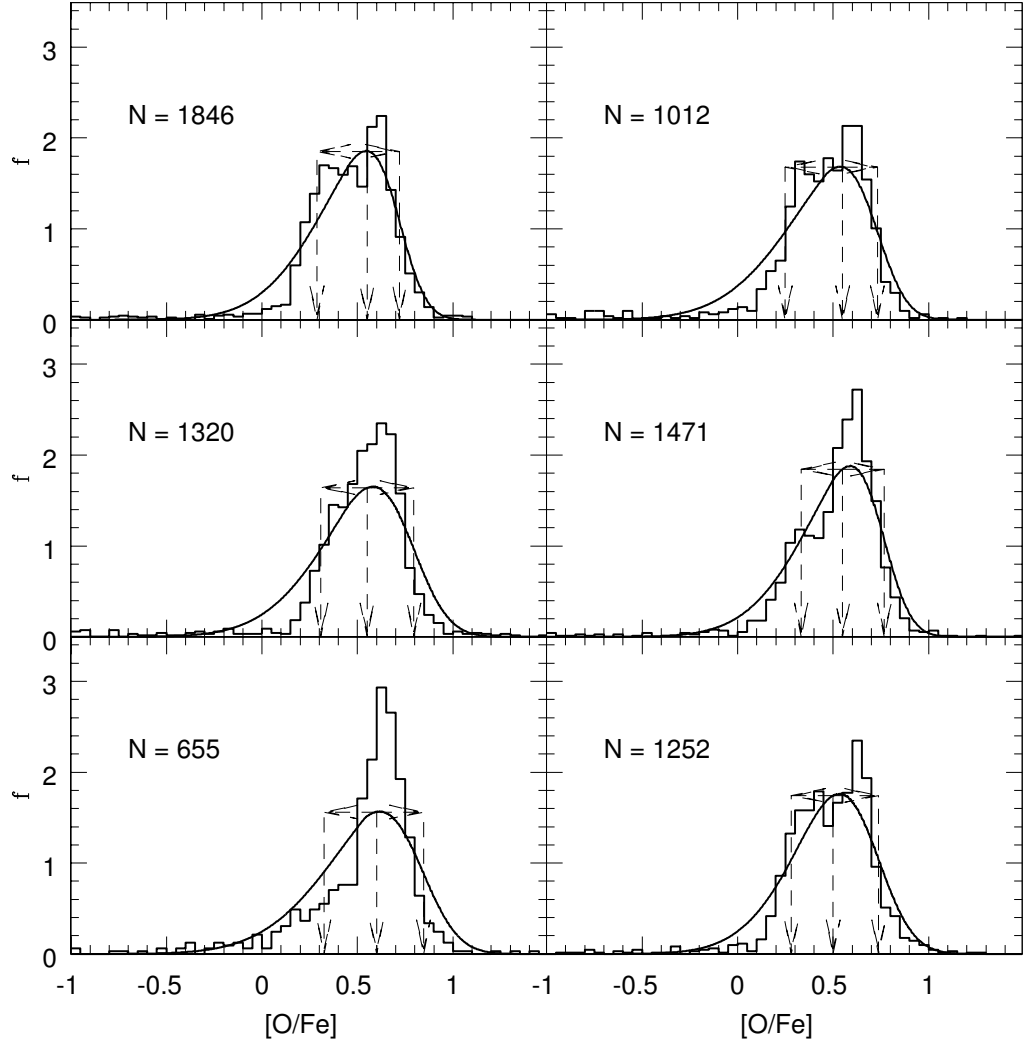 3
2
1
0
f
N = 1846
N = 1012
3
2
1
0
f
N = 1320
N = 1471
3
2
1
0
f
N = 655
N = 1252
-1 -0.5 0 0.5 1 -1 -0.5 0 0.5 1
[O/Fe] [O/Fe]